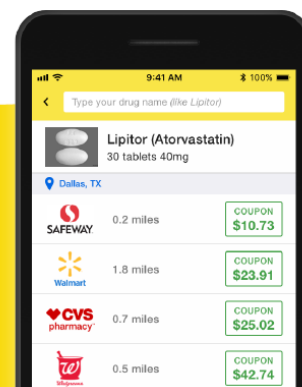 9:41 AM
100%
Type your drug name (like Lipitor)
Lipitor (Atorvastatin)
30 tablets 40mg
Dallas, TX
SAFEWAY
0.2 miles
COUPON
$10.73
Walmart
1.8 miles
COUPON
$23.91
CVS
pharmacy
0.7 miles
COUPON
$25.02
Walgreens
0.5 miles
COUPON
$42.74